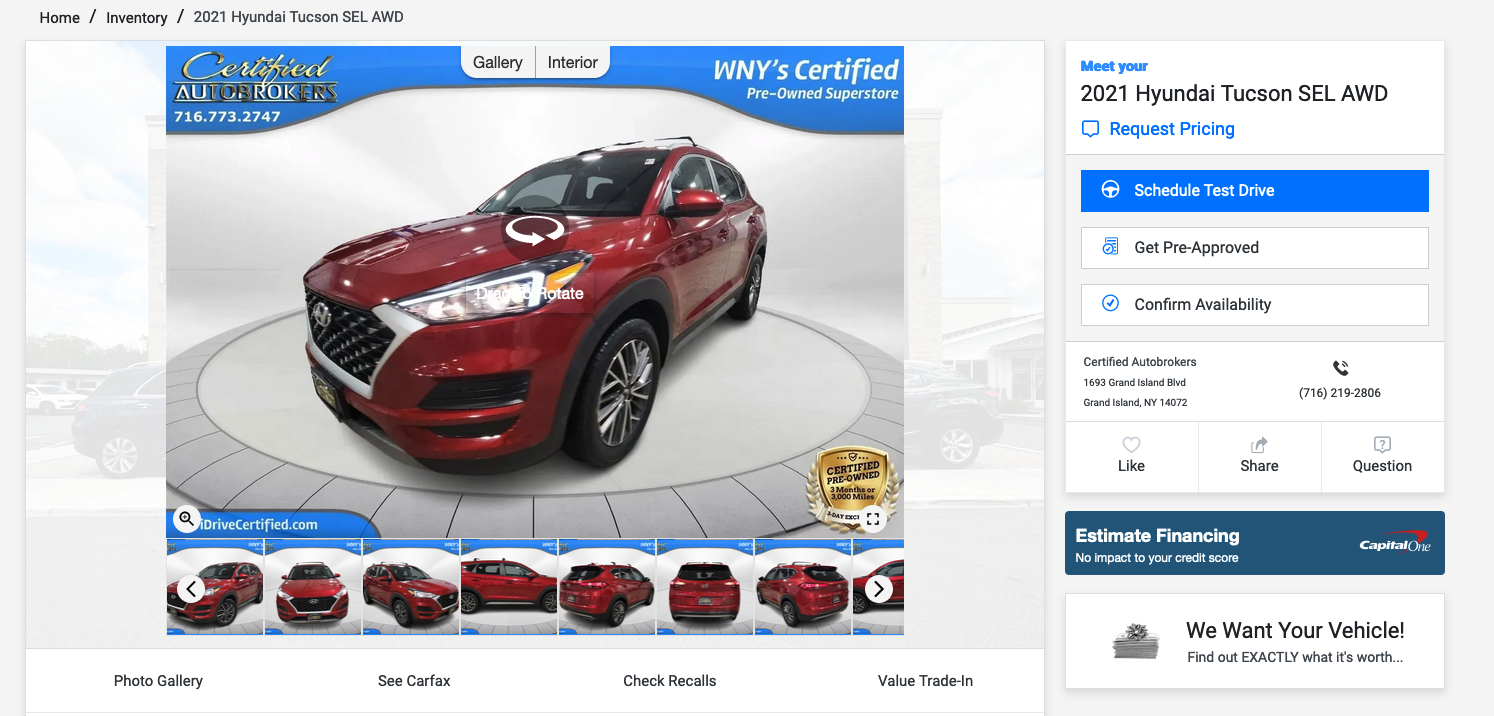 Home / Inventory / 2021 Hyundai Tucson SEL AWD
Certified
AUTOBROKERS
716.773.2747
Gallery
Interior
WNY's Certified
Pre-Owned Superstore
Drag to Rotate
CERTIFIED
PRE-OWNED
3 Months or
3,000 Miles
3-DAY
iDriveCertified.com
Photo Gallery
See Carfax
Check Recalls
Value Trade-In
Meet your
2021 Hyundai Tucson SEL AWD
Request Pricing
Schedule Test Drive
Get Pre-Approved
Confirm Availability
Certified Autobrokers
1693 Grand Island Blvd
Grand Island, NY 14072
(716) 219-2806
Like
Share
Question
Estimate Financing
No impact to your credit score
CapitalOne
We Want Your Vehicle!
Find out EXACTLY what it's worth...